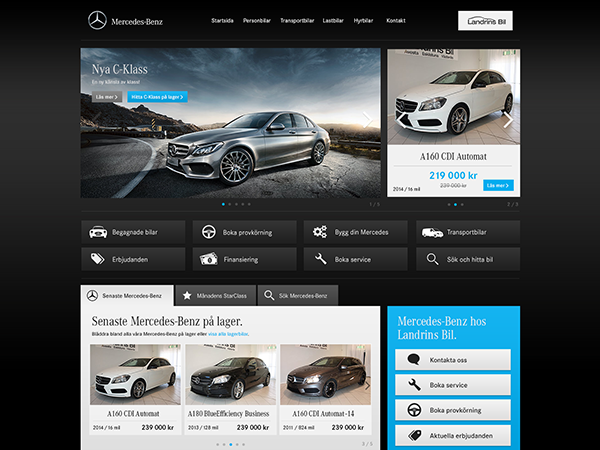 Mercedes-Benz
Startsida Personbilar Transportbilar Lastbilar Hyrbilar Kontakt
Landrins Bil
Nya C-Klass
En ny känsla av klass!
Läs mer
Hitta C-Klass på lager
1 / 5
Landrins Bil
A160 CDI Automat
219 000 kr
239 000 kr
2014 / 16 mil
Läs mer
Begagnade bilar
Boka provkörning
Bygg din Mercedes
Transportbilar
Erbjudanden
Finansiering
Boka service
Sök och hitta bil
Senaste Mercedes-Benz
Månadens StarClass
Sök Mercedes-Benz
Senaste Mercedes-Benz på lager.
Bläddra bland alla våra Mercedes-Benz på lager eller visa alla lagerbilar.
A160 CDI Automat
2014 / 16 mil 239 000 kr
A180 BlueEfficiency Business
2013 / 128 mil 239 000 kr
A160 CDI Automat-14
2011 / 824 mil 239 000 kr
Mercedes-Benz hos
Landrins Bil.
Kontakta oss
Boka service
Boka provkörning
Aktuella erbjudanden